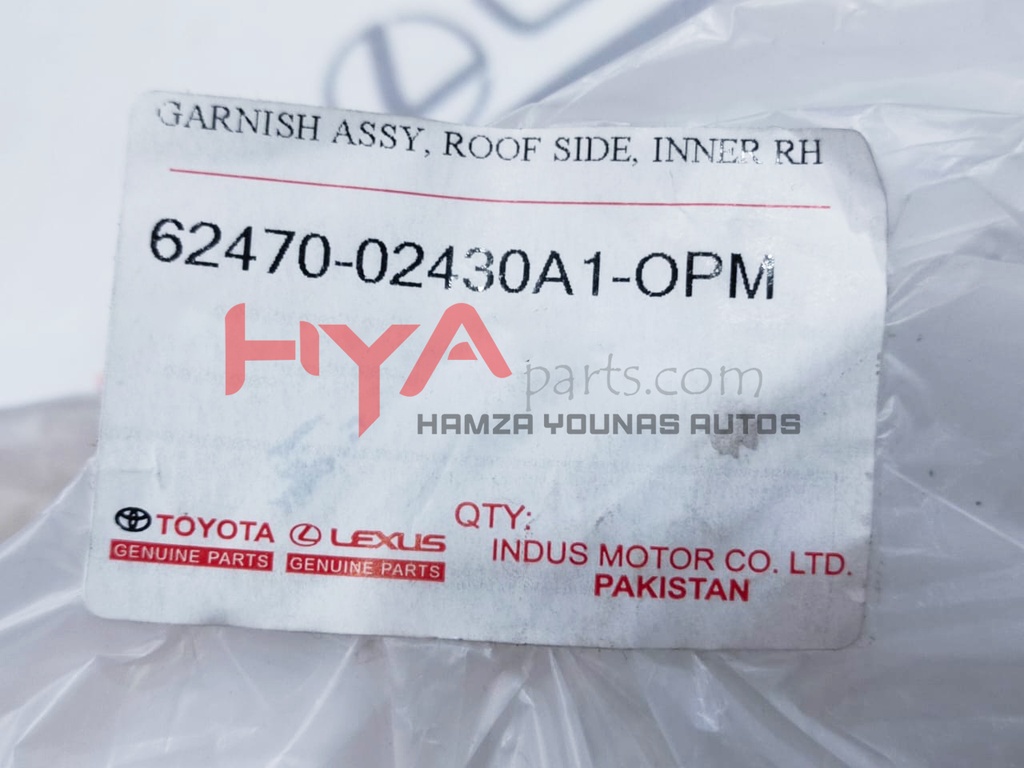 GARNISH ASSY, ROOF SIDE, INNER RH
62470-02430A1-OPM
HYA parts.com
HAMZA YOUNAS AUTOS
TOYOTA
GENUINE PARTS
LEXUS
GENUINE PARTS
QTY:
INDUS MOTOR CO. LTD.
PAKISTAN